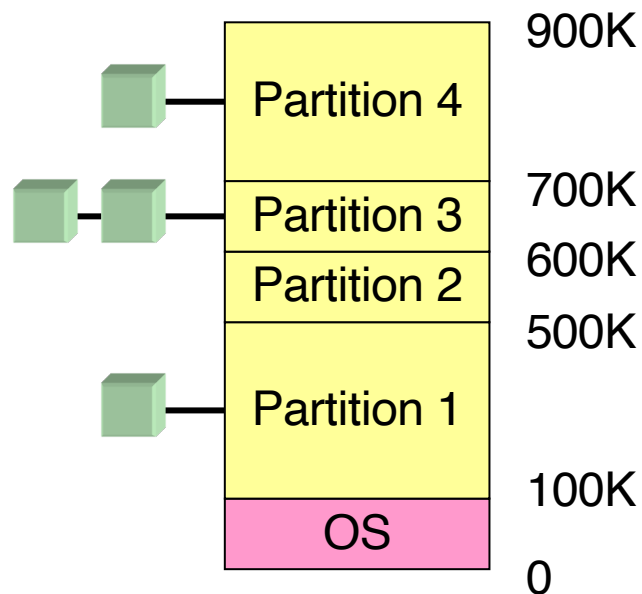 900K
Partition 4
700K
Partition 3
600K
Partition 2
500K
Partition 1
100K
OS
0